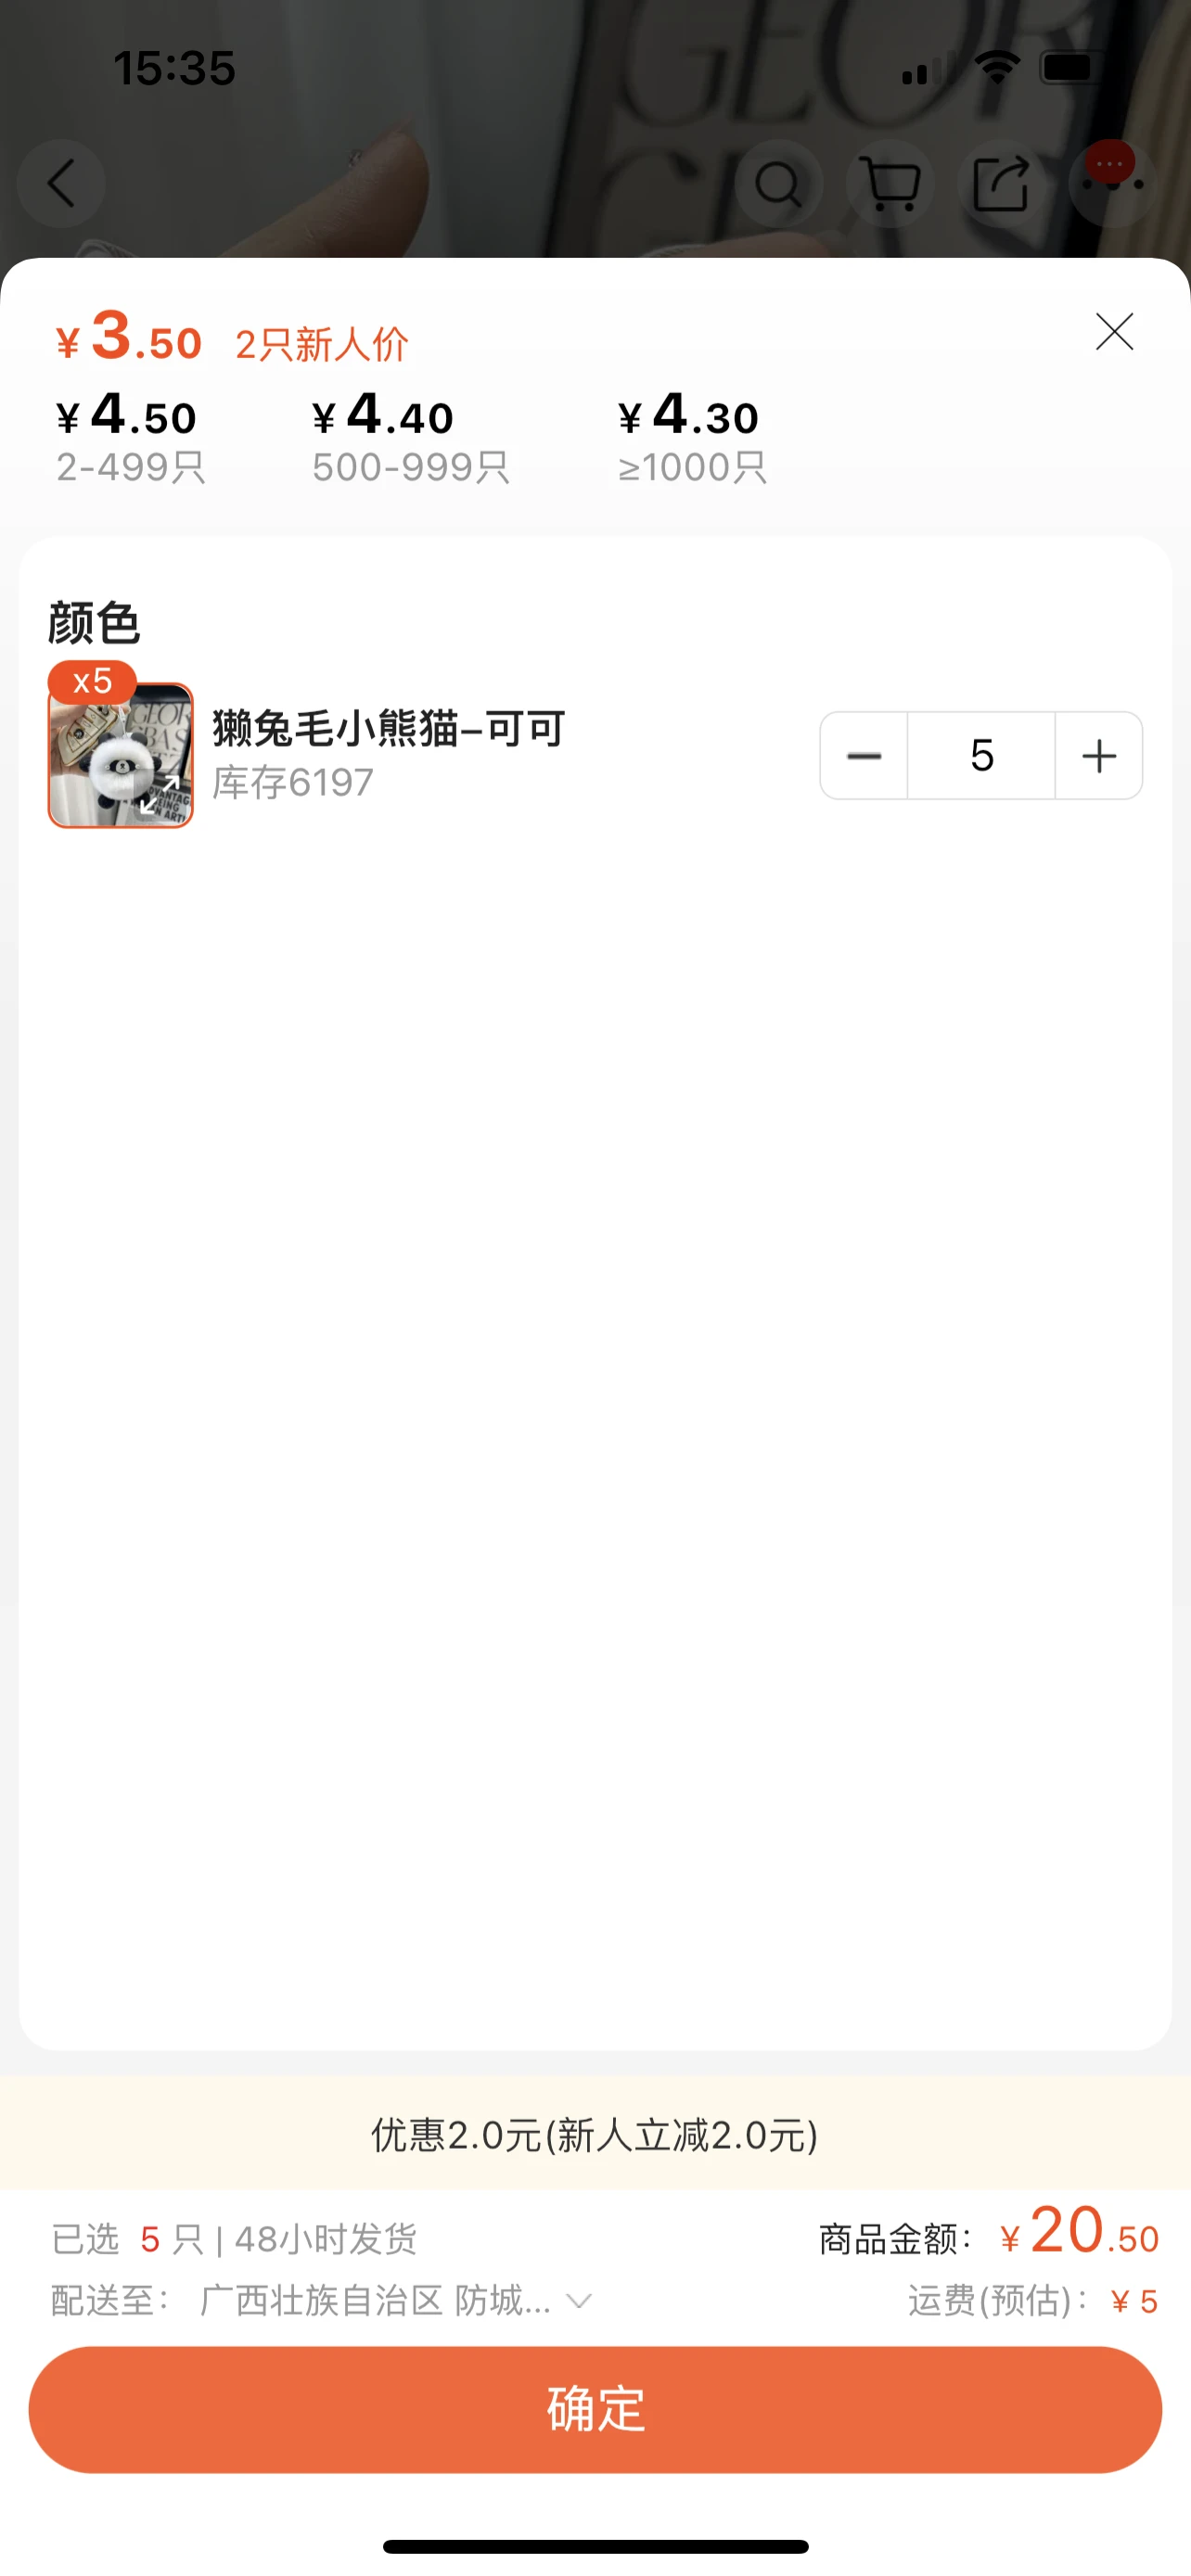 15:35
GEOR
¥3.50 2只新人价
¥4.50 ¥4.40 ¥4.30
2-499只 500-999只 ≥1000只
颜色
x5
獭兔毛小熊猫–可可
库存6197
5
优惠2.0元(新人立减2.0元)
已选 5 只 | 48小时发货 商品金额：¥20.50
配送至： 广西壮族自治区 防城... 运费(预估)：¥5
确定